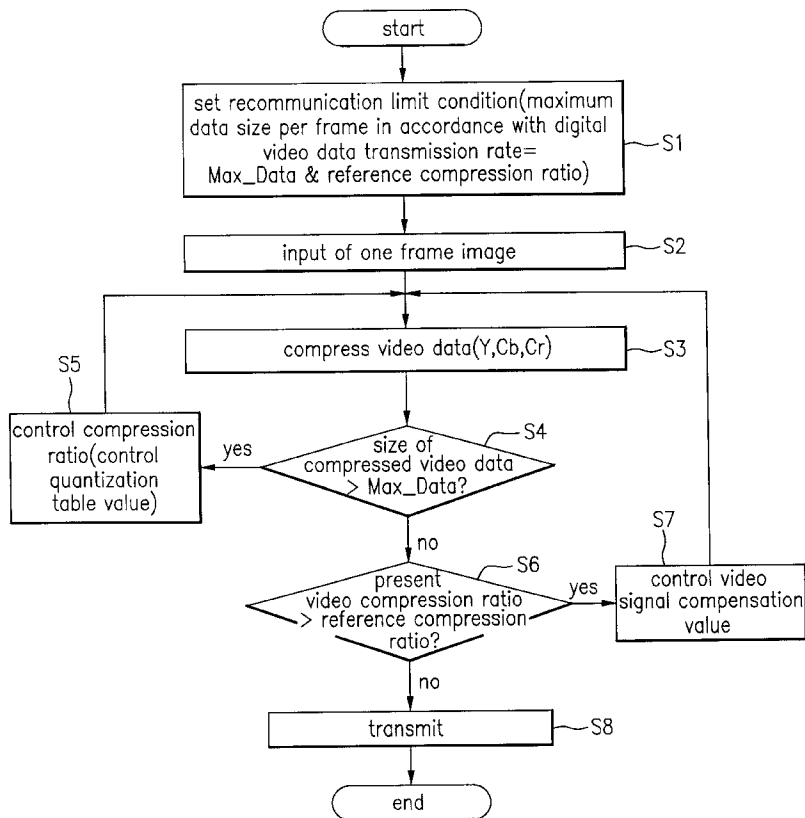 start
set recommunication limit condition(maximum
data size per frame in accordance with digital
video data transmission rate=
Max_Data & reference compression ratio)
S1
input of one frame image
S2
compress video data(Y,Cb,Cr)
S3
S5
control compression
ratio(control
quantization
table value)
yes
size of
compressed video data
> Max_Data?
S4
no
present
video compression ratio
> reference compression
ratio?
S6
yes
S7
control video
signal compensation
value
no
transmit
S8
end